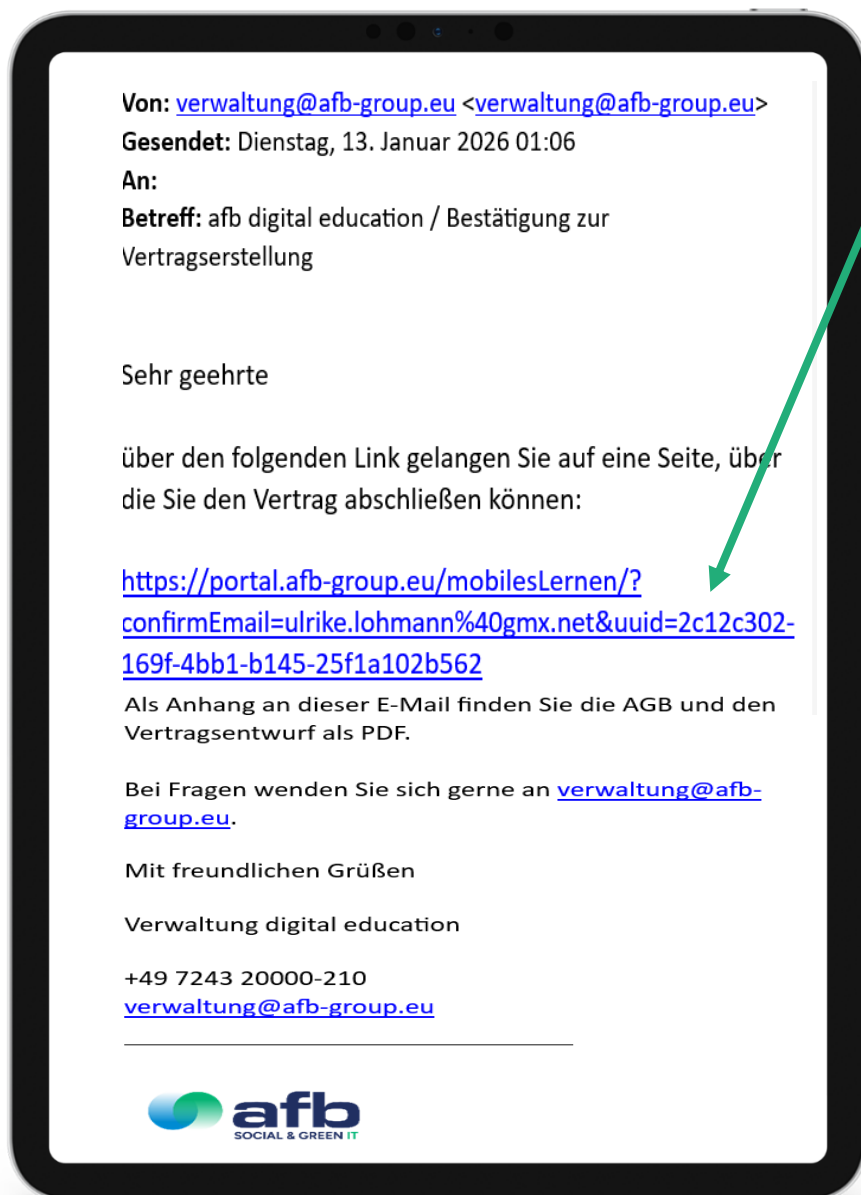 Von: verwaltung@afb-group.eu <verwaltung@afb-group.eu>
Gesendet: Dienstag, 13. Januar 2026 01:06
An:
Betreff: afb digital education / Bestätigung zur
Vertragserstellung
Sehr geehrte
über den folgenden Link gelangen Sie auf eine Seite, über
die Sie den Vertrag abschließen können:
https://portal.afb-group.eu/mobilesLernen/?
confirmEmail=ulrike.lohmann%40gmx.net&uuid=2c12c302-
169f-4bb1-b145-25f1a102b562
Als Anhang an dieser E-Mail finden Sie die AGB und den
Vertragsentwurf als PDF.
Bei Fragen wenden Sie sich gerne an verwaltung@afb-
group.eu.
Mit freundlichen Grüßen
Verwaltung digital education
+49 7243 20000-210
verwaltung@afb-group.eu
afb
SOCIAL & GREEN IT